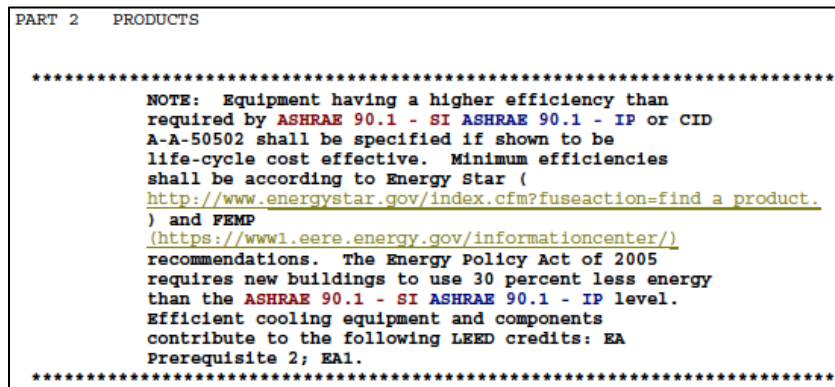 PART 2 PRODUCTS
**************************************************************************
NOTE: Equipment having a higher efficiency than
required by ASHRAE 90.1 - SI ASHRAE 90.1 - IP or CID
A-A-50502 shall be specified if shown to be
life-cycle cost effective. Minimum efficiencies
shall be according to Energy Star (
http://www.energystar.gov/index.cfm?fuseaction=find_a_product.
) and FEMP
(https://www1.eere.energy.gov/informationcenter/)
recommendations. The Energy Policy Act of 2005
requires new buildings to use 30 percent less energy
than the ASHRAE 90.1 - SI ASHRAE 90.1 - IP level.
Efficient cooling equipment and components
contribute to the following LEED credits: EA
Prerequisite 2; EA1.
**************************************************************************